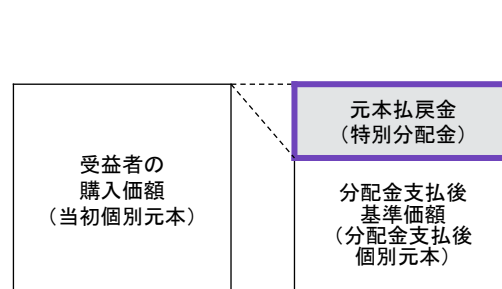 受益者の
購入価額
（当初個別元本）
元本払戻金
（特別分配金）
分配金支払後
基準価額
（分配金支払後
個別元本）